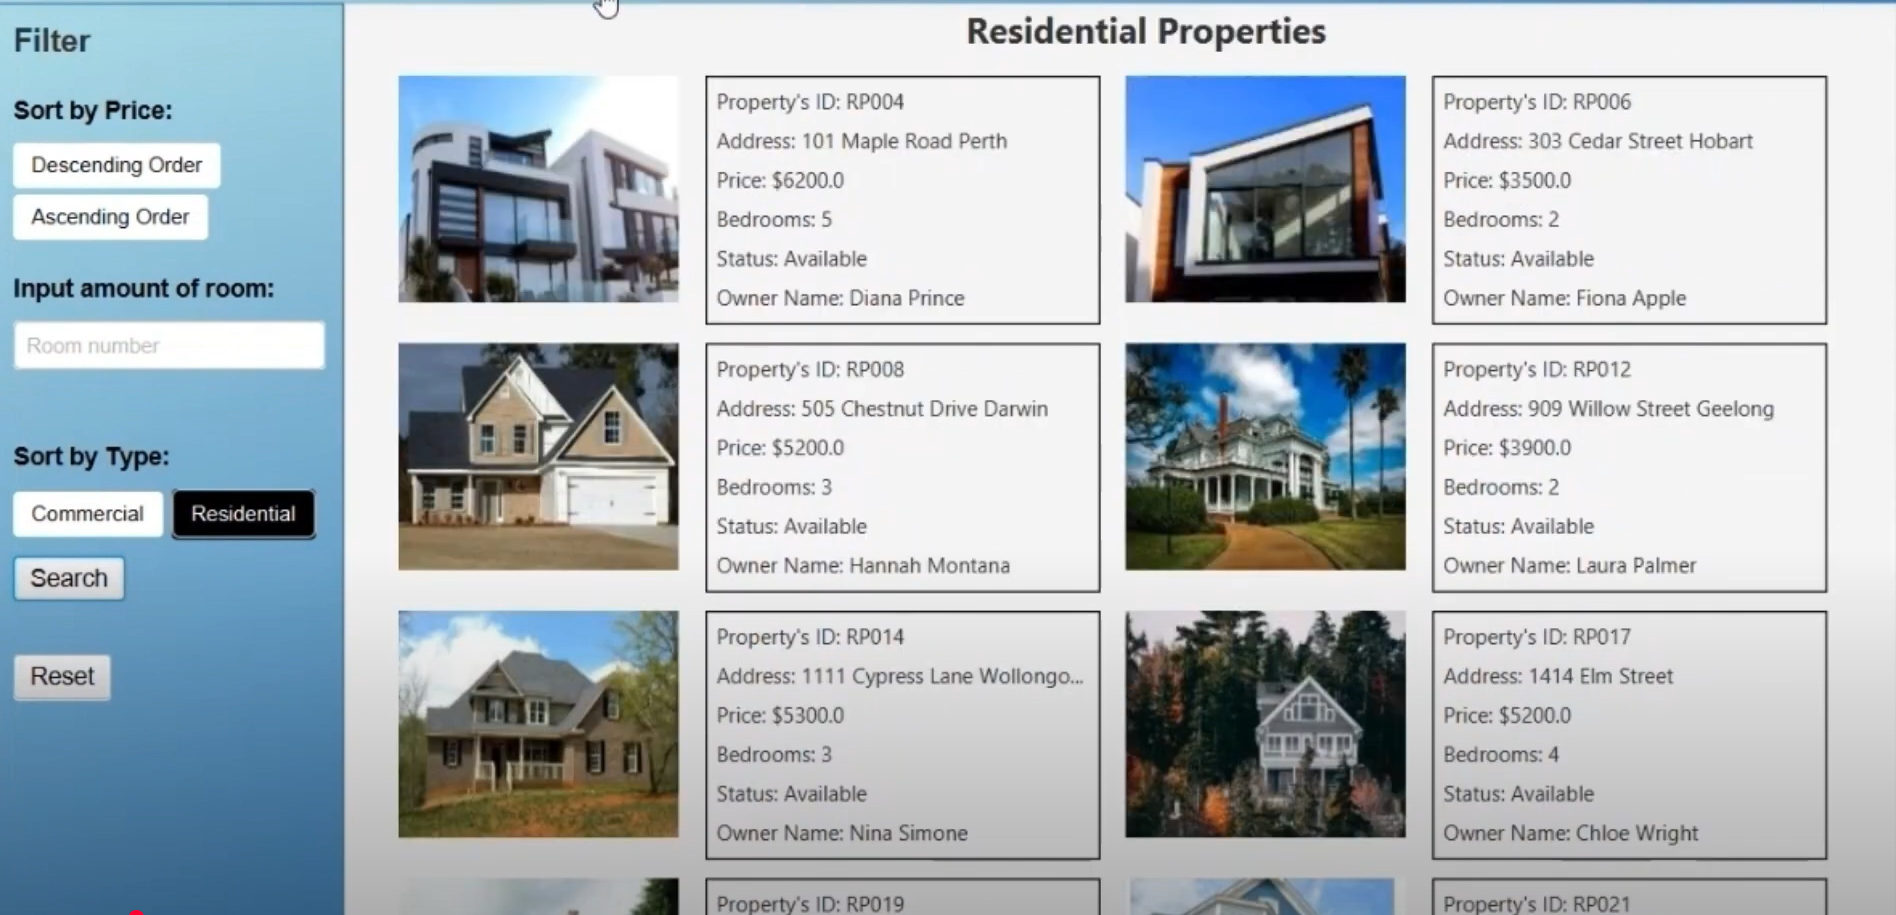 Filter
Sort by Price:
Descending Order
Ascending Order
Input amount of room:
Room number
Sort by Type:
Commercial
Residential
Search
Reset
Residential Properties
Property's ID: RP004
Address: 101 Maple Road Perth
Price: $6200.0
Bedrooms: 5
Status: Available
Owner Name: Diana Prince
Property's ID: RP006
Address: 303 Cedar Street Hobart
Price: $3500.0
Bedrooms: 2
Status: Available
Owner Name: Fiona Apple
Property's ID: RP008
Address: 505 Chestnut Drive Darwin
Price: $5200.0
Bedrooms: 3
Status: Available
Owner Name: Hannah Montana
Property's ID: RP012
Address: 909 Willow Street Geelong
Price: $3900.0
Bedrooms: 2
Status: Available
Owner Name: Laura Palmer
Property's ID: RP014
Address: 1111 Cypress Lane Wollongo...
Price: $5300.0
Bedrooms: 3
Status: Available
Owner Name: Nina Simone
Property's ID: RP017
Address: 1414 Elm Street
Price: $5200.0
Bedrooms: 4
Status: Available
Owner Name: Chloe Wright
Property's ID: RP019
Property's ID: RP021